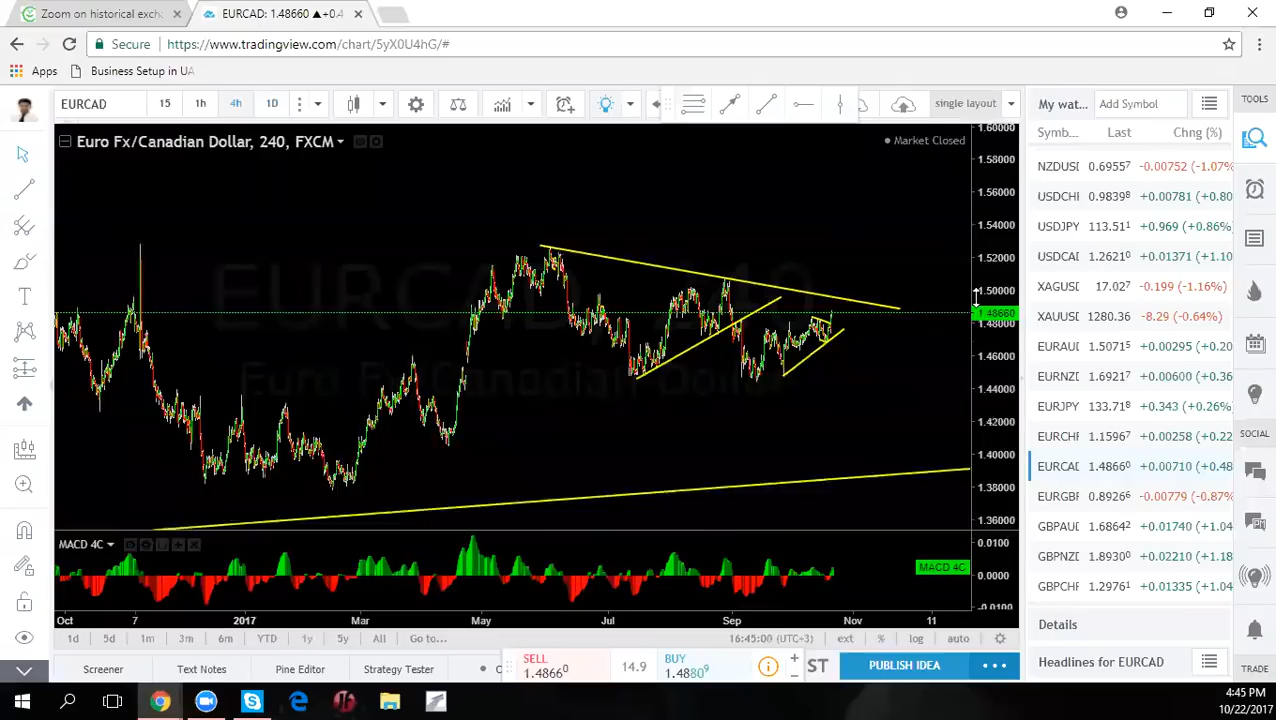 Zoom on historical exch
EURCAD: 1.48660 ▲+0.4
Secure
https://www.tradingview.com/chart/5yX0U4hG/#
Apps
Business Setup in UA
EURCAD
15
1h
4h
1D
single layout
My wat...
Add Symbol
TOOLS
Euro Fx/Canadian Dollar, 240, FXCM
Market Closed
Symb...
Last
Chng (%)
NZDUSD 0.69557 -0.00752 (-1.07%
USDCHF 0.98398 +0.00781 (+0.80
USDJPY 113.511 +0.969 (+0.86%
USDCAD 1.26210 +0.01371 (+1.10
XAGUSD 17.027 -0.199 (-1.16%)
XAUUSD 1280.36 -8.29 (-0.64%)
EURAUD 1.50715 +0.00295 (+0.20
EURNZD 1.69217 +0.00600 (+0.36
EURJPY 133.718 +0.343 (+0.26%)
EURCHF 1.15967 +0.00258 (+0.22
EURCAD 1.48660 +0.00710 (+0.48
EURGBP 0.89266 -0.00779 (-0.87%
GBPAUD 1.68642 +0.01740 (+1.04
GBPNZD 1.89300 +0.02210 (+1.18
GBPCHF 1.29761 +0.01335 (+1.04
SOCIAL
1.60000
1.58000
1.56000
1.54000
1.52000
1.50000
1.48660
1.48000
1.46000
1.44000
1.42000
1.40000
1.38000
1.36000
EURCAD, 240
Euro Fx/Canadian Dollar
MACD 4C
MACD 4C
0.0100
0.0000
-0.0100
Oct
7
2017
Mar
May
Jul
Sep
Nov
11
1d
5d
1m
3m
6m
YTD
1y
5y
All
Go to...
16:45:00 (UTC+3)
ext
%
log
auto
Details
Headlines for EURCAD
Screener
Text Notes
Pine Editor
Strategy Tester
SELL
1.48660
14.9
BUY
1.48809
ST
PUBLISH IDEA
TRADE
4:45 PM
10/22/2017